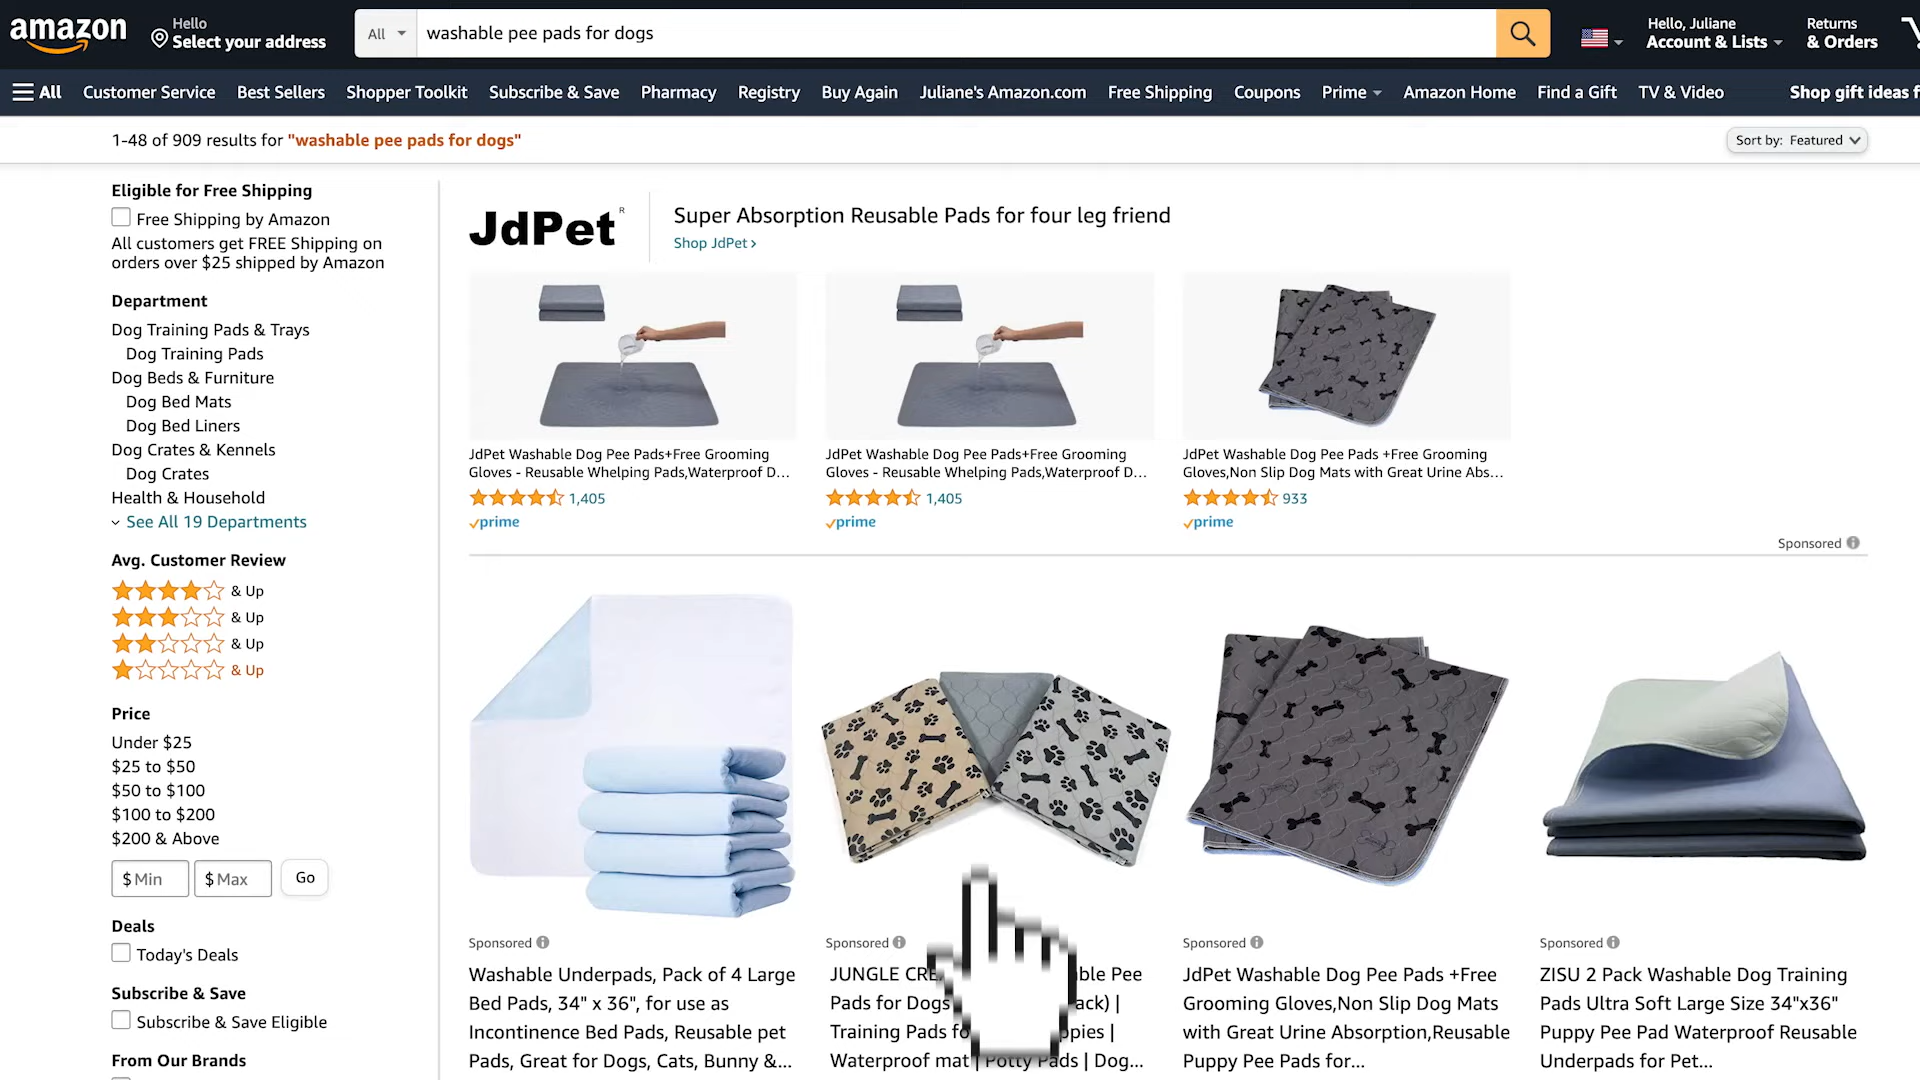 amazon
Hello
Select your address
All
washable pee pads for dogs
Hello, Juliane
Account & Lists
Returns
& Orders
All
Customer Service
Best Sellers
Shopper Toolkit
Subscribe & Save
Pharmacy
Registry
Buy Again
Juliane's Amazon.com
Free Shipping
Coupons
Prime
Amazon Home
Find a Gift
TV & Video
Shop gift ideas f
1-48 of 909 results for "washable pee pads for dogs"
Sort by: Featured
Eligible for Free Shipping
Free Shipping by Amazon
All customers get FREE Shipping on
orders over $25 shipped by Amazon
Department
Dog Training Pads & Trays
Dog Training Pads
Dog Beds & Furniture
Dog Bed Mats
Dog Bed Liners
Dog Crates & Kennels
Dog Crates
Health & Household
See All 19 Departments
Avg. Customer Review
& Up
& Up
& Up
& Up
Price
Under $25
$25 to $50
$50 to $100
$100 to $200
$200 & Above
$ Min
$ Max
Go
Deals
Today's Deals
Subscribe & Save
Subscribe & Save Eligible
From Our Brands
JdPet R
Super Absorption Reusable Pads for four leg friend
Shop JdPet ›
JdPet Washable Dog Pee Pads+Free Grooming
Gloves - Reusable Whelping Pads,Waterproof D...
1,405
prime
JdPet Washable Dog Pee Pads+Free Grooming
Gloves - Reusable Whelping Pads,Waterproof D...
1,405
prime
JdPet Washable Dog Pee Pads +Free Grooming
Gloves,Non Slip Dog Mats with Great Urine Abs...
933
prime
Sponsored
Sponsored
Washable Underpads, Pack of 4 Large
Bed Pads, 34" x 36", for use as
Incontinence Bed Pads, Reusable pet
Pads, Great for Dogs, Cats, Bunny &...
Sponsored
JUNGLE Pee
Pads for Dogs |
Training Pads |
Waterproof mat | Potty Pads | Dog...
Sponsored
JdPet Washable Dog Pee Pads +Free
Grooming Gloves,Non Slip Dog Mats
with Great Urine Absorption,Reusable
Puppy Pee Pads for...
Sponsored
ZISU 2 Pack Washable Dog Training
Pads Ultra Soft Large Size 34"x36"
Puppy Pee Pad Waterproof Reusable
Underpads for Pet...